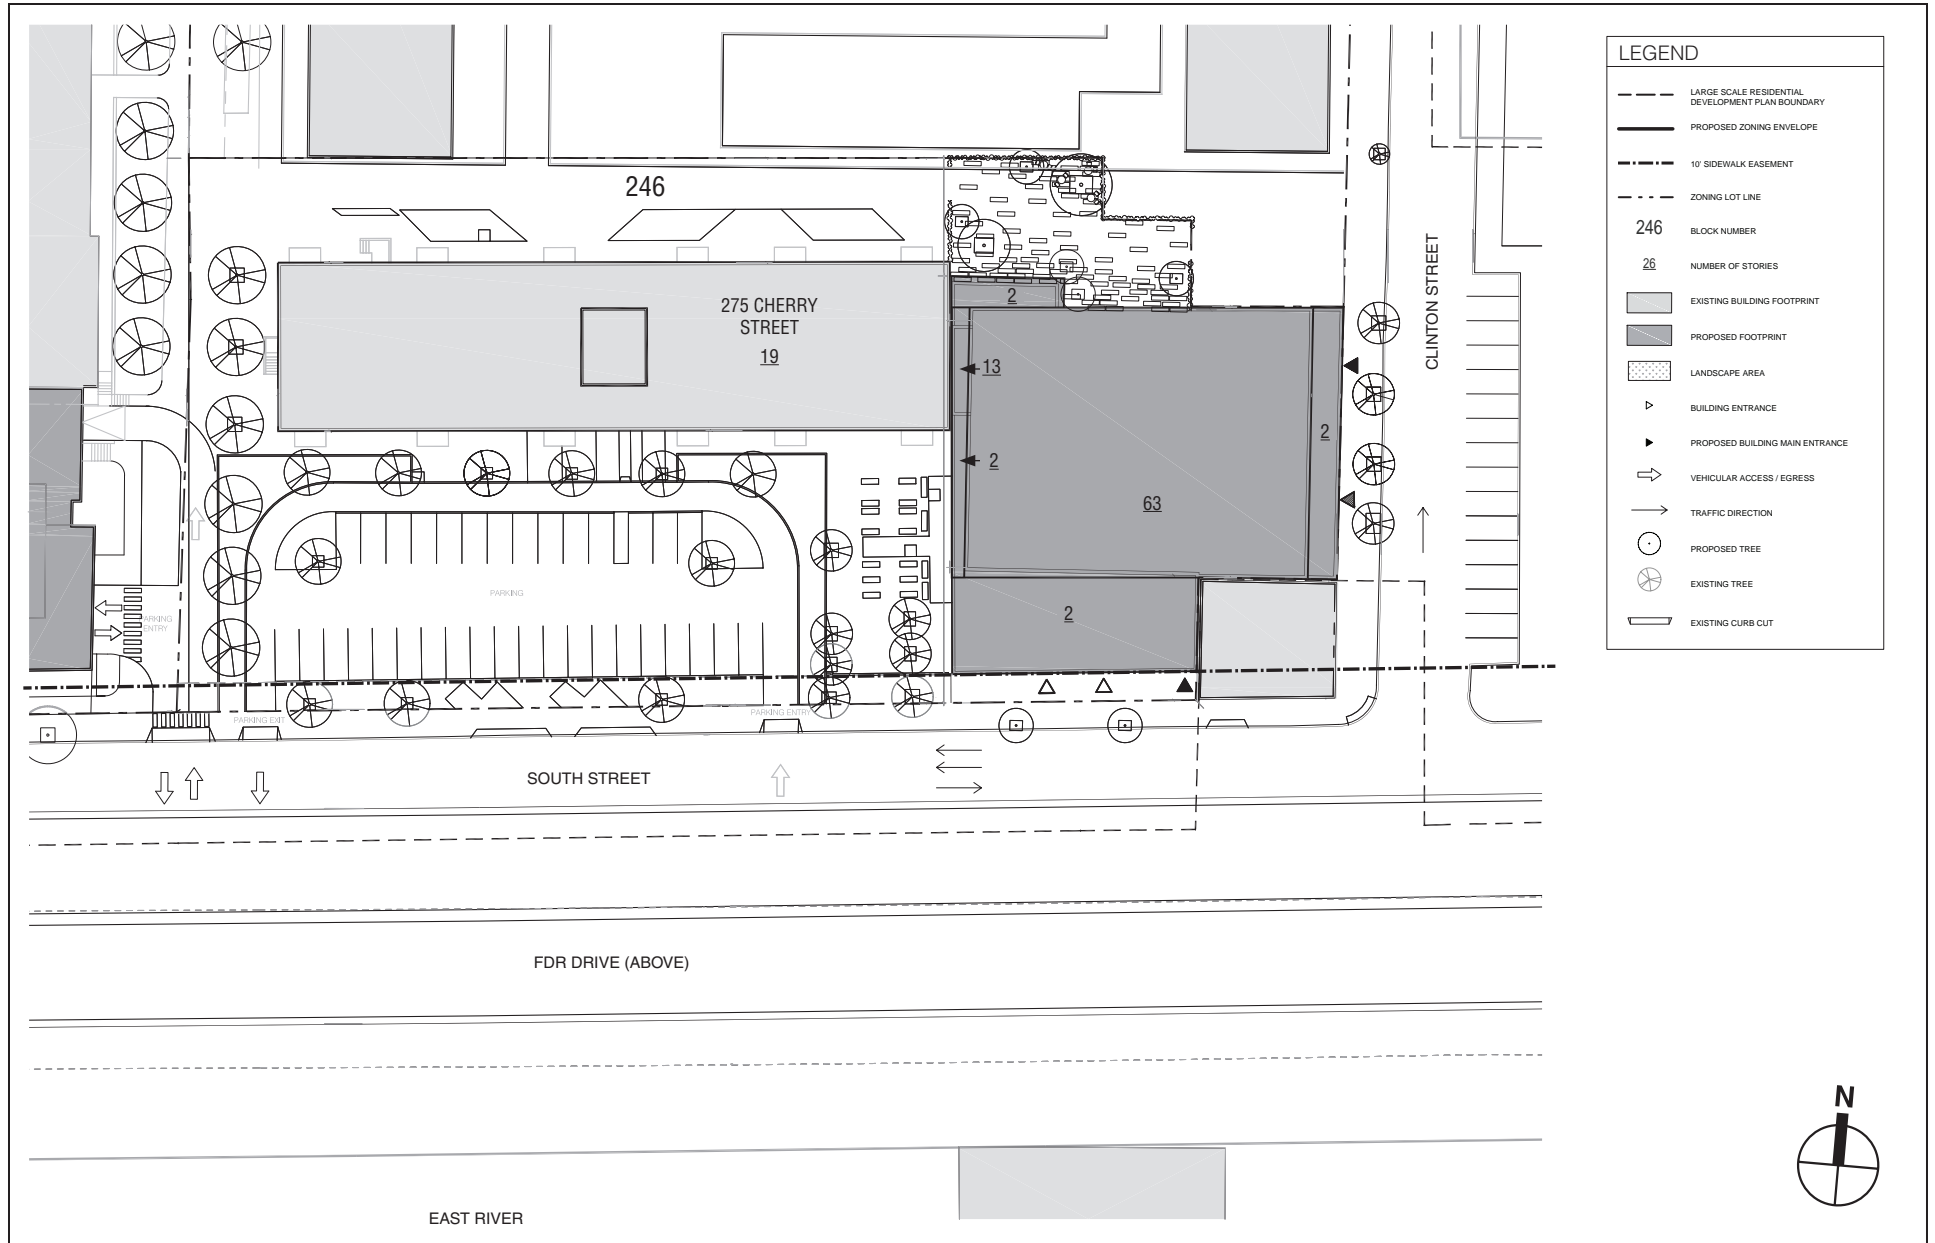 246
275 CHERRY
STREET
19
2
13
2
63
2
2
CLINTON STREET
PARKING
PARKING
ENTRY
PARKING EXIT
PARKING ENTRY
SOUTH STREET
FDR DRIVE (ABOVE)
EAST RIVER
LEGEND
LARGE SCALE RESIDENTIAL
DEVELOPMENT PLAN BOUNDARY
PROPOSED ZONING ENVELOPE
10' SIDEWALK EASEMENT
ZONING LOT LINE
246 BLOCK NUMBER
26 NUMBER OF STORIES
EXISTING BUILDING FOOTPRINT
PROPOSED FOOTPRINT
LANDSCAPE AREA
BUILDING ENTRANCE
PROPOSED BUILDING MAIN ENTRANCE
VEHICULAR ACCESS / EGRESS
TRAFFIC DIRECTION
PROPOSED TREE
EXISTING TREE
EXISTING CURB CUT
N